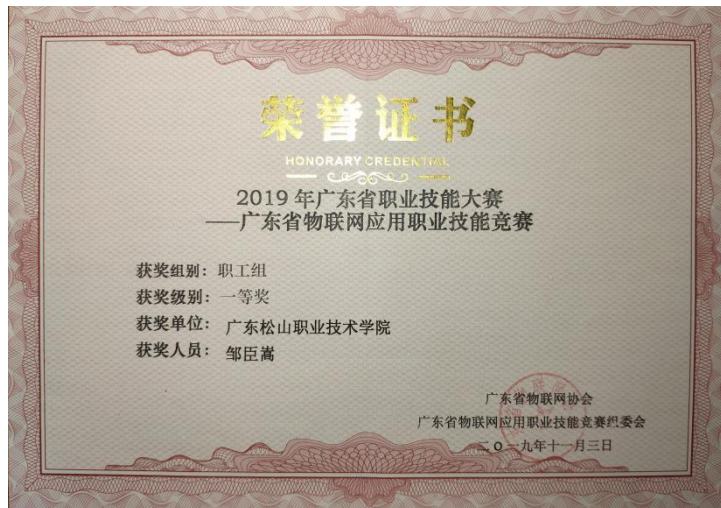 荣誉证书
HONORARY CREDENTIAL
2019 年广东省职业技能大赛
——广东省物联网应用职业技能竞赛
获奖组别：职工组
获奖级别：一等奖
获奖单位：广东松山职业技术学院
获奖人员：邹臣嵩
广东省物联网协会
广东省物联网应用职业技能竞赛组委会
二〇一九年十一月三日